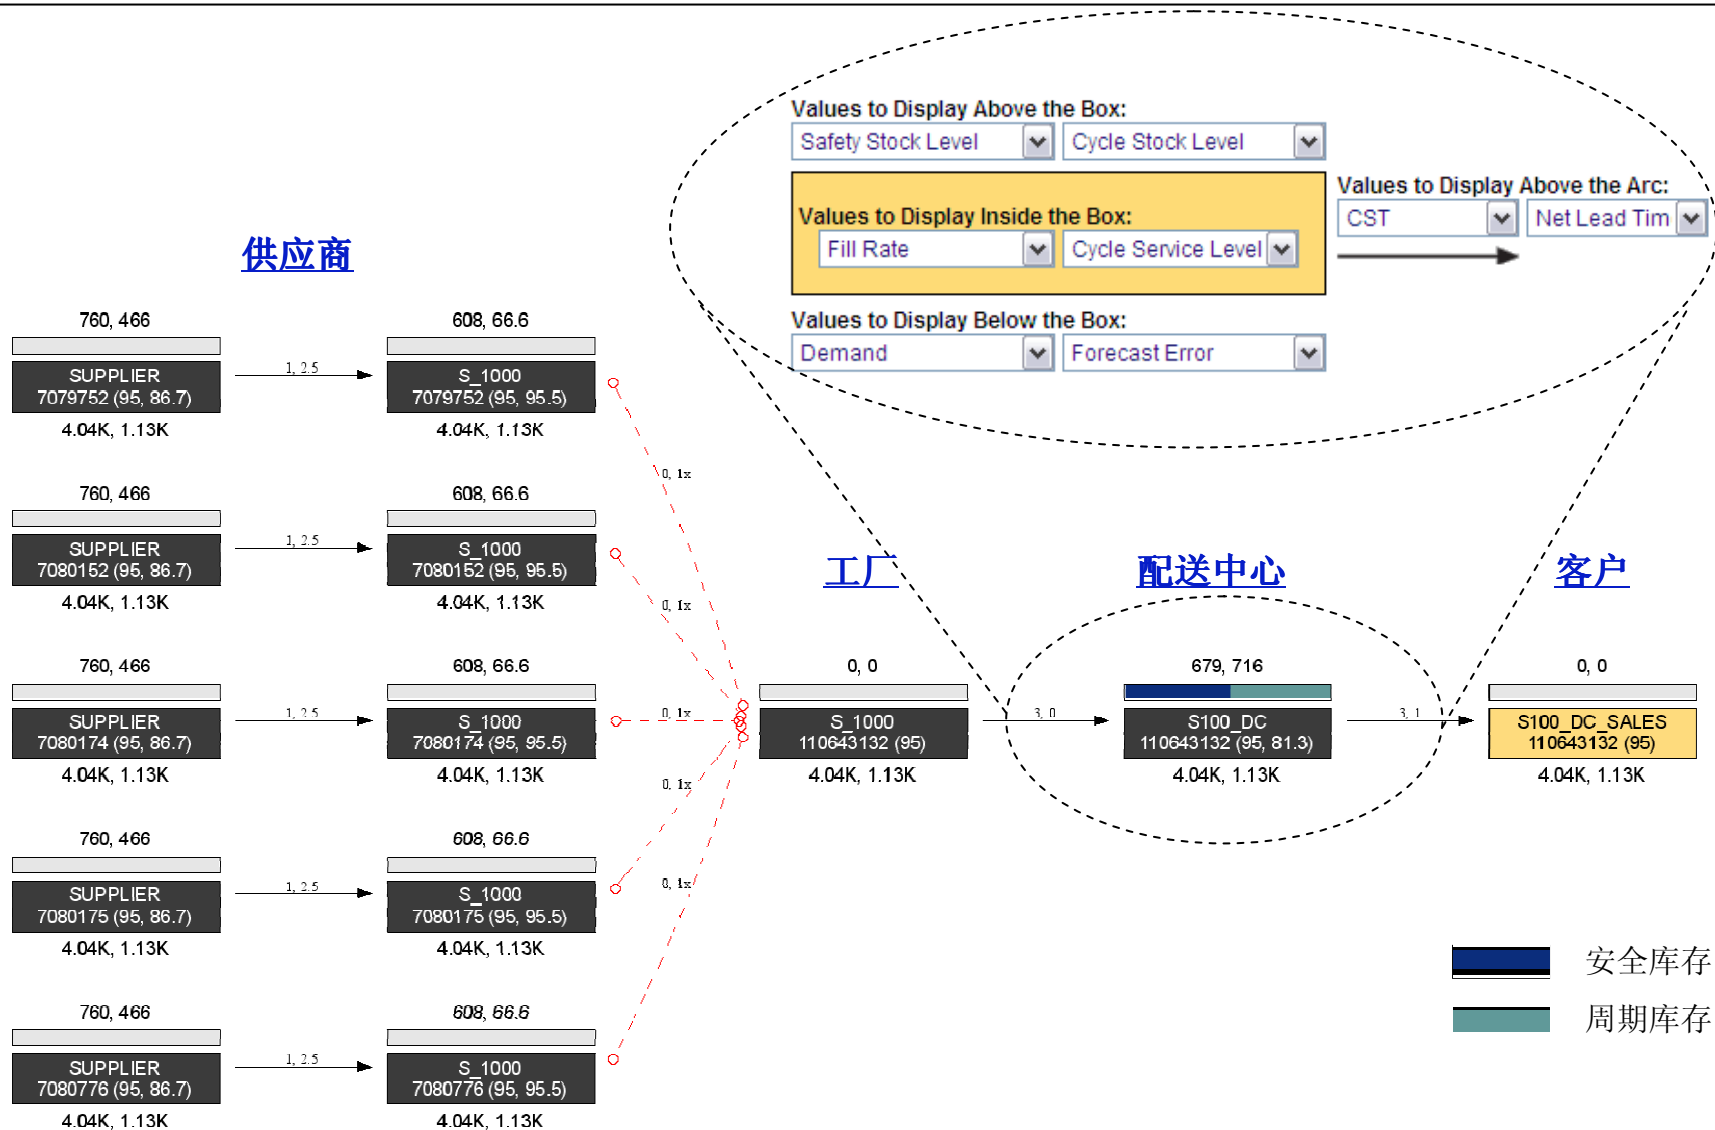 Values to Display Above the Box:
Safety Stock Level
Cycle Stock Level
Values to Display Inside the Box:
Fill Rate
Cycle Service Level
Values to Display Above the Arc:
CST
Net Lead Tim
Values to Display Below the Box:
Demand
Forecast Error
供应商
760, 466
SUPPLIER
7079752 (95, 86.7)
4.04K, 1.13K
1, 2.5
608, 66.6
S_1000
7079752 (95, 95.5)
4.04K, 1.13K
0, 1x
760, 466
SUPPLIER
7080152 (95, 86.7)
4.04K, 1.13K
1, 2.5
608, 66.6
S_1000
7080152 (95, 95.5)
4.04K, 1.13K
0, 1x
760, 466
SUPPLIER
7080174 (95, 86.7)
4.04K, 1.13K
1, 2.5
608, 66.6
S_1000
7080174 (95, 95.5)
4.04K, 1.13K
0, 1x
760, 466
SUPPLIER
7080175 (95, 86.7)
4.04K, 1.13K
1, 2.5
608, 66.6
S_1000
7080175 (95, 95.5)
4.04K, 1.13K
0, 1x
760, 466
SUPPLIER
7080776 (95, 86.7)
4.04K, 1.13K
1, 2.5
608, 66.6
S_1000
7080776 (95, 95.5)
4.04K, 1.13K
0, 1x
工厂
0, 0
S_1000
110643132 (95)
4.04K, 1.13K
3, 0
配送中心
679, 716
S100_DC
110643132 (95, 81.3)
4.04K, 1.13K
3, 1
客户
0, 0
S100_DC_SALES
110643132 (95)
4.04K, 1.13K
安全库存
周期库存